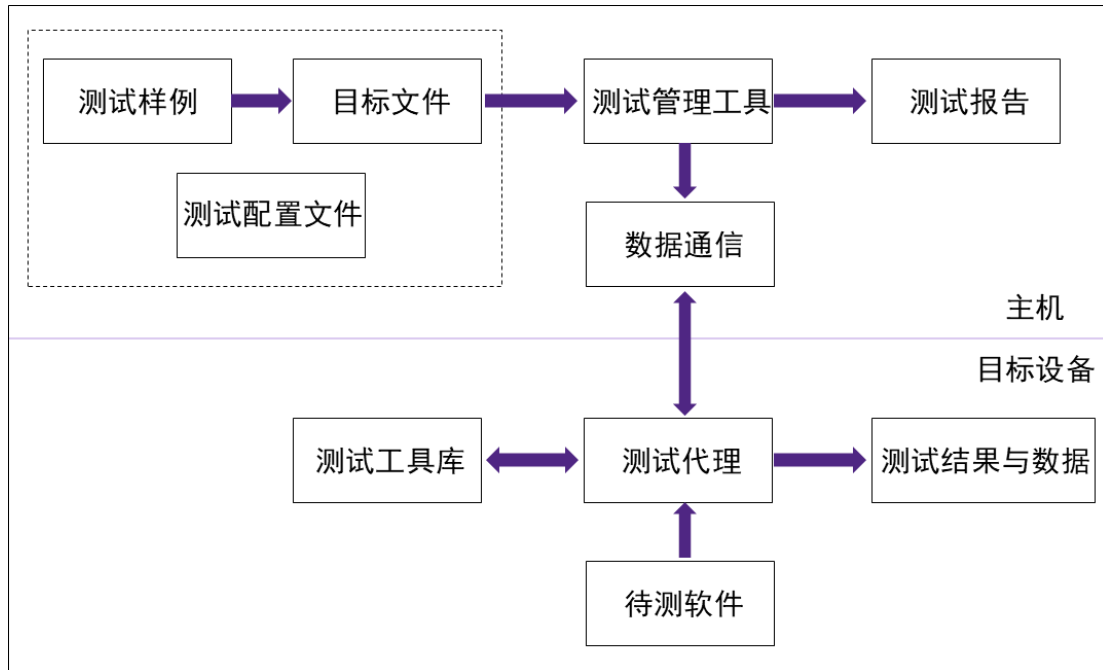 测试样例
目标文件
测试管理工具
测试报告
测试配置文件
数据通信
主机
目标设备
测试工具库
测试代理
测试结果与数据
待测软件